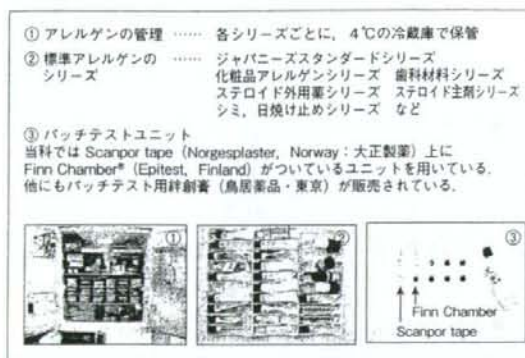 ① アレルゲンの管理 …… 各シリーズごとに，4℃の冷蔵庫で保管
② 標準アレルゲンの …… ジャパニーズスタンダードシリーズ
シリーズ 化粧品アレルゲンシリーズ 歯科材料シリーズ
ステロイド外用薬シリーズ ステロイド主剤シリーズ
シミ，日焼け止めシリーズ など
③ パッチテストユニット
当科では Scanpor tape（Norgesplaster, Norway：大正製薬）上に
Finn Chamber®（Epitest, Finland）がついているユニットを用いている．
他にもパッチテスト用絆創膏（鳥居薬品・東京）が販売されている．
① ② ③
Finn Chamber
Scanpor tape